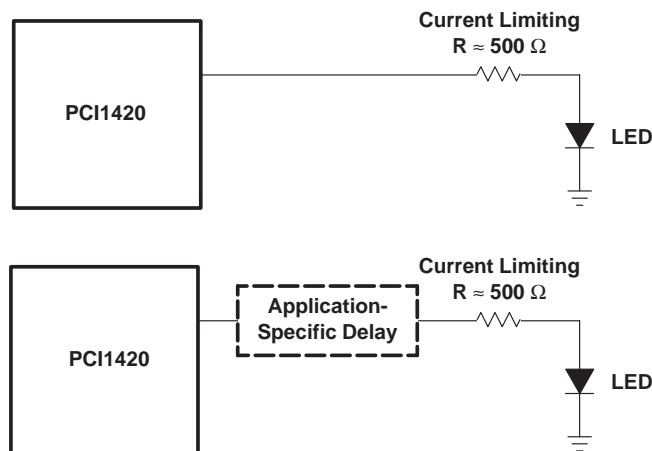 Current Limiting
R ≈ 500 Ω
PCI1420
LED
Current Limiting
R ≈ 500 Ω
Application-
Specific Delay
PCI1420
LED